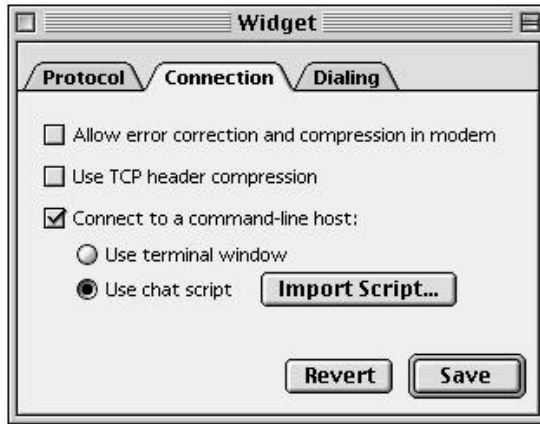 Widget
Protocol Connection Dialing
Allow error correction and compression in modem
Use TCP header compression
Connect to a command-line host:
Use terminal window
Use chat script Import Script...
Revert Save